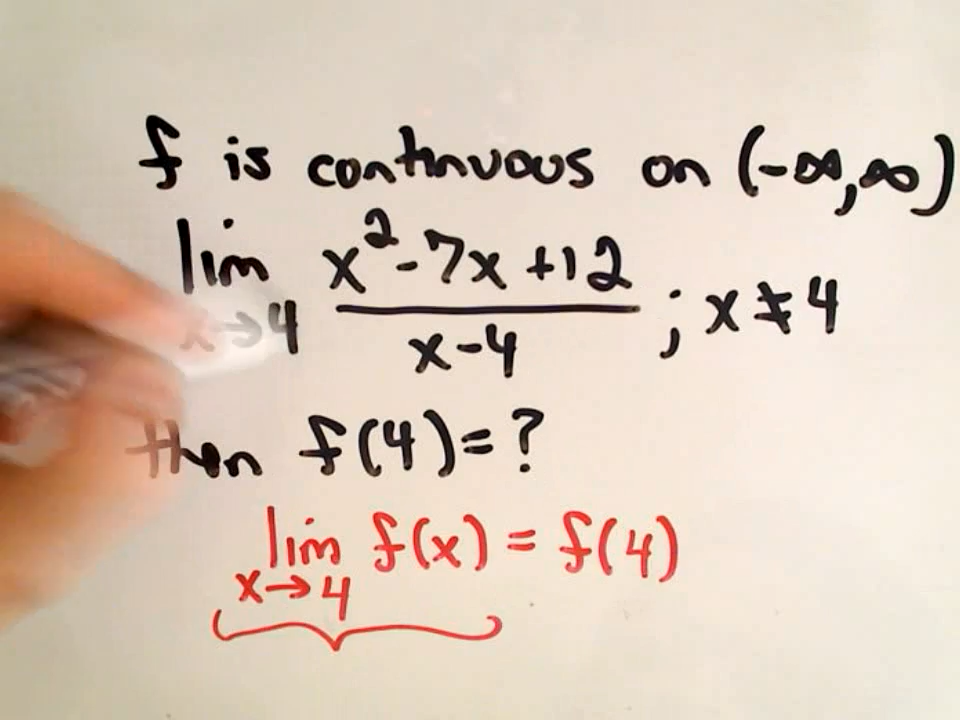 f is continuous on (-∞,∞)
lim x→4 (x²-7x+12)/(x-4) ; x≠4
then f(4)=?
lim x→4 f(x) = f(4)